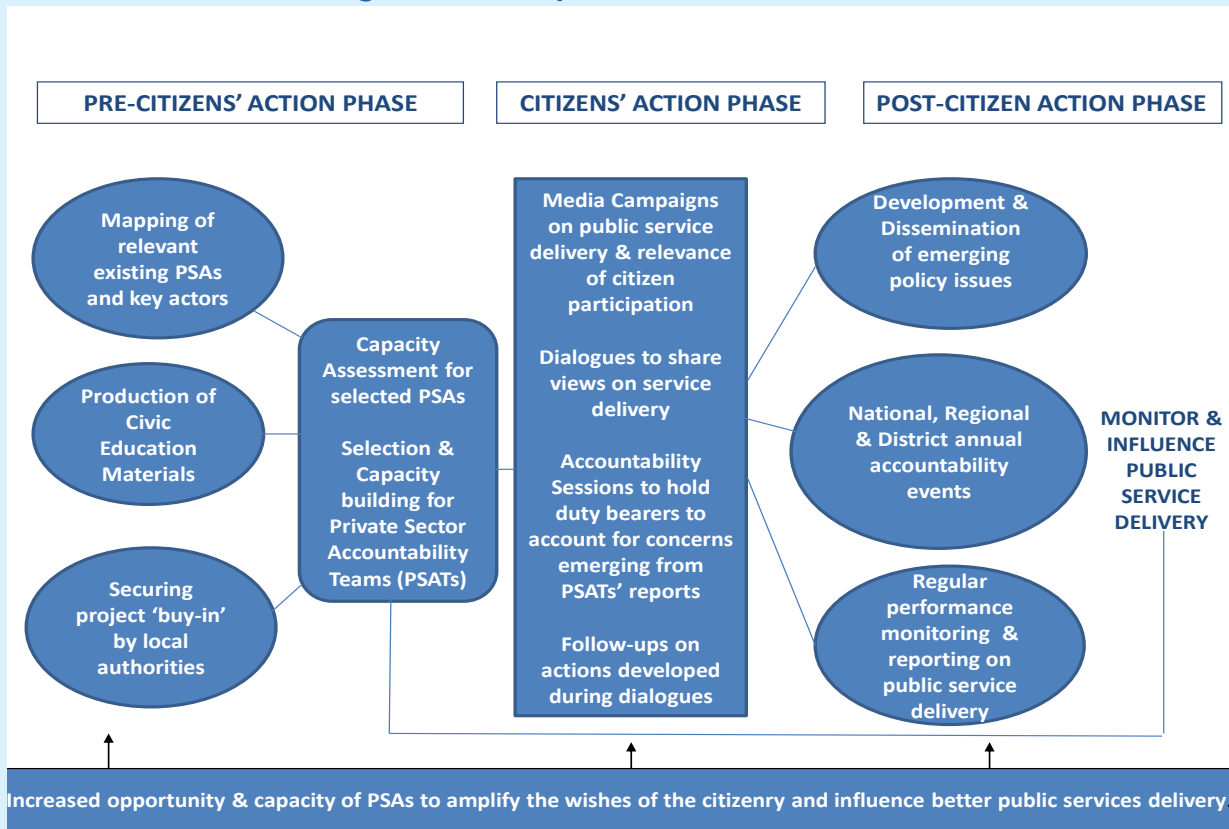 PRE-CITIZENS' ACTION PHASE
CITIZENS' ACTION PHASE
POST-CITIZEN ACTION PHASE
Mapping of
relevant
existing PSAs
and key actors
Production of
Civic
Education
Materials
Securing
project 'buy-in'
by local
authorities
Capacity
Assessment for
selected PSAs
Selection &
Capacity
building for
Private Sector
Accountability
Teams (PSATs)
Media Campaigns
on public service
delivery & relevance
of citizen
participation
Dialogues to share
views on service
delivery
Accountability
Sessions to hold
duty bearers to
account for concerns
emerging from
PSATs' reports
Follow-ups on
actions developed
during dialogues
Development &
Dissemination
of emerging
policy issues
National, Regional
& District annual
accountability
events
Regular
performance
monitoring &
reporting on
public service
delivery
MONITOR &
INFLUENCE
PUBLIC
SERVICE
DELIVERY
Increased opportunity & capacity of PSAs to amplify the wishes of the citizenry and influence better public services delivery.